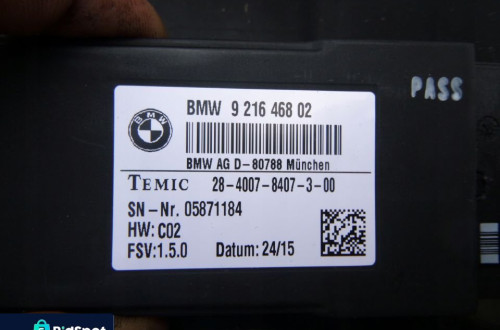 PASS
BMW 9 216 468 02
BMW AG D-80788 München
TEMIC 28-4007-8407-3-00
SN-Nr. 05871184
HW: C02
FSV:1.5.0 Datum: 24/15
BidSpot